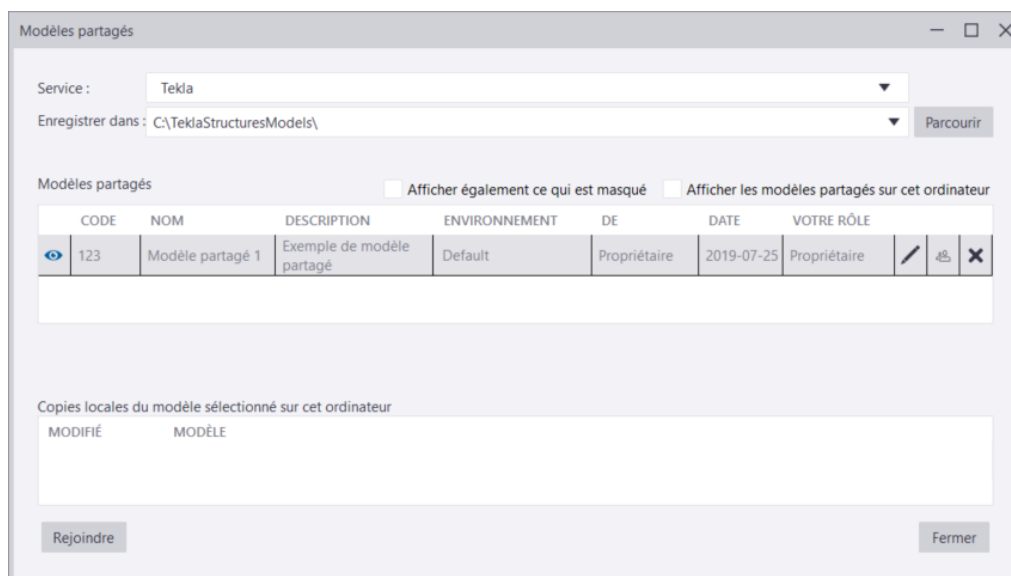 Modèles partagés
Service :
Tekla
Enregistrer dans :
C:\TeklaStructuresModels\
Parcourir
Modèles partagés
Afficher également ce qui est masqué
Afficher les modèles partagés sur cet ordinateur
CODE NOM DESCRIPTION ENVIRONNEMENT DE DATE VOTRE RÔLE
123 Modèle partagé 1 Exemple de modèle partagé Default Propriétaire 2019-07-25 Propriétaire
Copies locales du modèle sélectionné sur cet ordinateur
MODIFIÉ MODÈLE
Rejoindre
Fermer